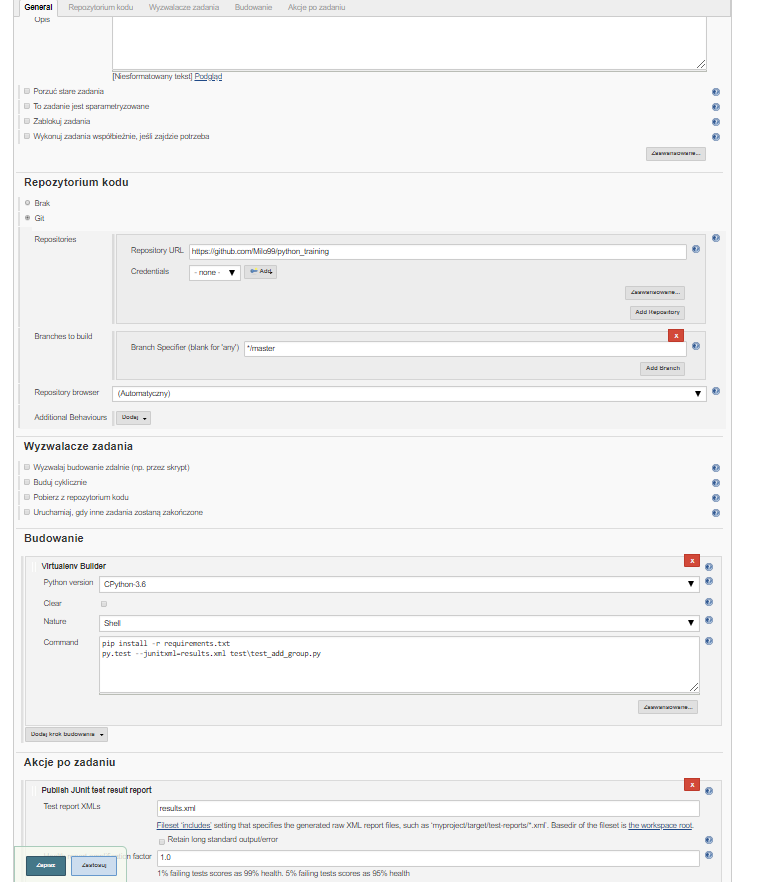 General Repozytorium kodu Wyzwalacze zadania Budowanie Akcje po zadaniu
Opis
[Niesformatowany tekst] Podgląd
Porzuć stare zadania
To zadanie jest sparametryzowane
Zablokuj zadania
Wykonuj zadania współbieżnie, jeśli zajdzie potrzeba
Zaawansowane...
Repozytorium kodu
Brak
Git
Repositories
Repository URL https://github.com/Milo99/python_training
Credentials - none - Add
Zaawansowane...
Add Repository
Branches to build
X
Branch Specifier (blank for 'any') */master
Add Branch
Repository browser (Automatyczny)
Additional Behaviours Dodaj
Wyzwalacze zadania
Wyzwalaj budowanie zdalnie (np. przez skrypt)
Buduj cyklicznie
Pobierz z repozytorium kodu
Uruchamiaj, gdy inne zadania zostaną zakończone
Budowanie
X
Virtualenv Builder
Python version CPython-3.6
Clear
Nature Shell
Command pip install -r requirements.txt
py.test --junitxml=results.xml test\test_add_group.py
Zaawansowane...
Dodaj krok budowania
Akcje po zadaniu
X
Publish JUnit test result report
Test report XMLs results.xml
Fileset 'includes' setting that specifies the generated raw XML report files, such as 'myproject/target/test-reports/*.xml'. Basedir of the fileset is the workspace root.
Retain long standard output/error
factor 1.0
Zapisz Zastosuj
1% failing tests scores as 99% health. 5% failing tests scores as 95% health